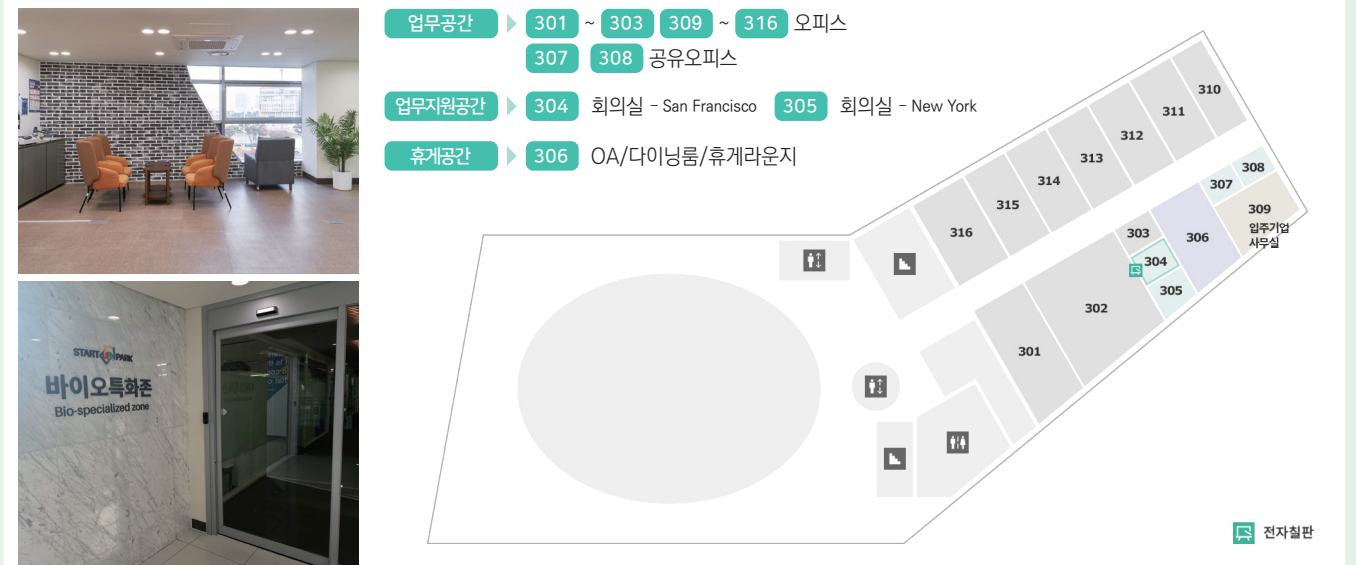 업무공간 301 ~ 303 309 ~ 316 오피스
307 308 공유오피스
업무지원공간 304 회의실 - San Francisco 305 회의실 - New York
휴게공간 306 OA/다이닝룸/휴게라운지
START UP PARK
바이오특화존
Bio-specialized zone
310
311
312
313
314
315
316
308
307
309
입주기업
사무실
306
303
304
305
302
301
전자칠판